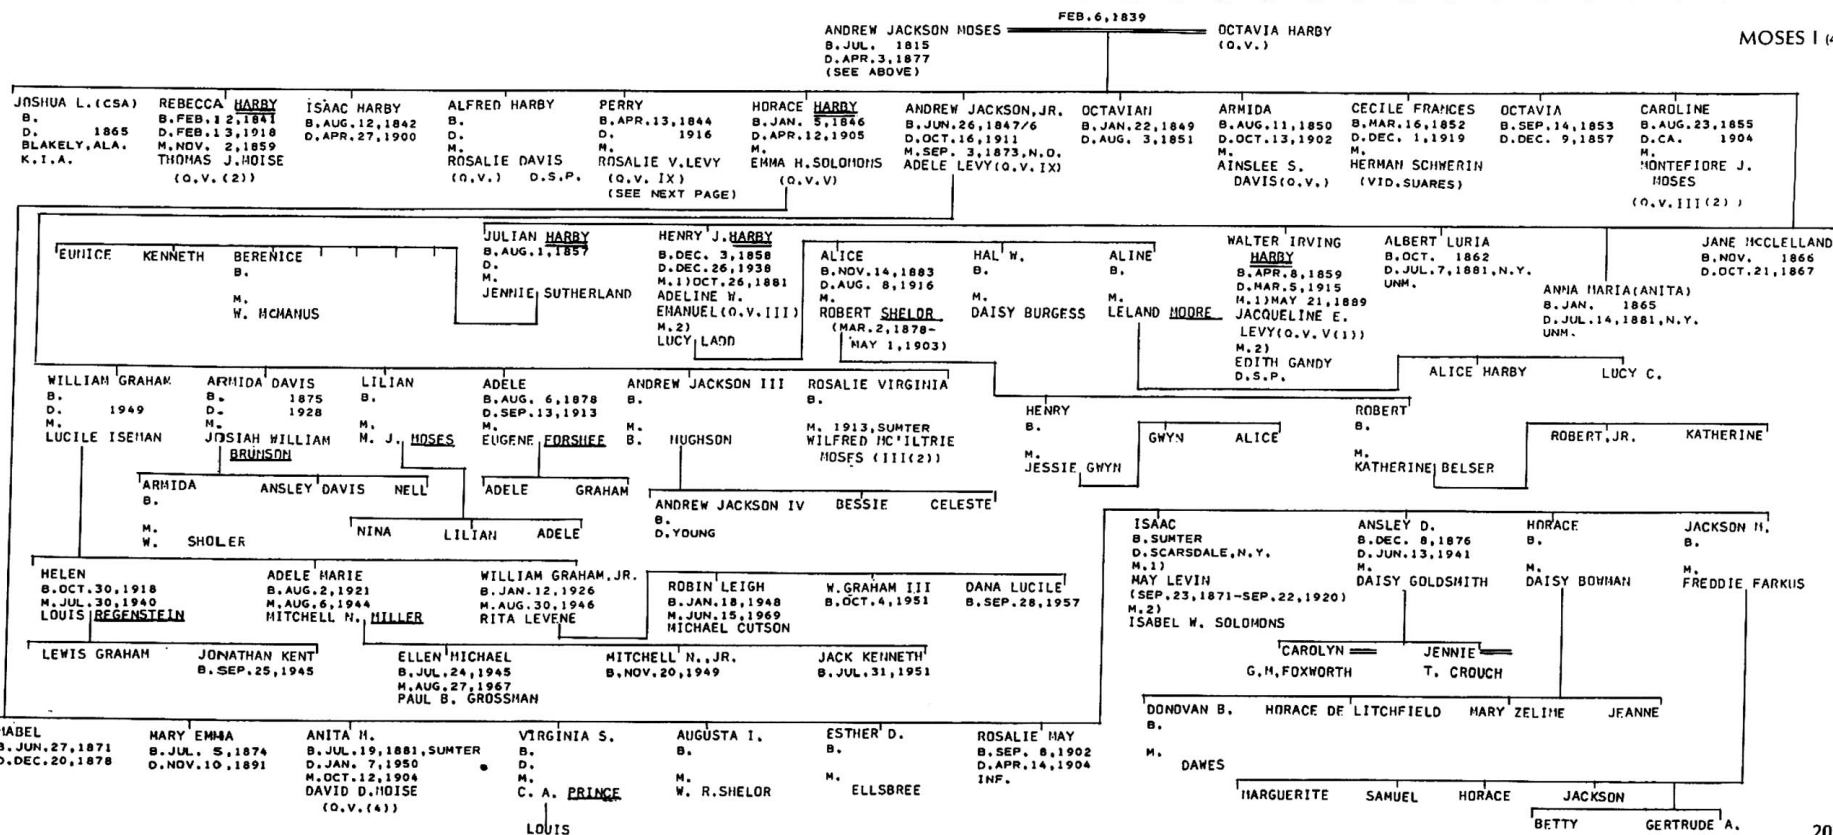 FEB.6,1839
ANDREW JACKSON MOSES
B.JUL. 1815
D.APR.3,1877
(SEE ABOVE)
OCTAVIA HARBY
(Q.V.)
MOSES I (4
JOSHUA L.(CSA)
B.
D. 1865
BLAKELY,ALA.
K.I.A.
REBECCA HARBY
B.FEB.12,1841
D.FEB.13,1918
M.NOV. 2,1859
THOMAS J.MOISE
(Q.V.(2))
ISAAC HARBY
B.AUG.12,1842
D.APR.27,1900
ALFRED HARBY
B.
D.
M.
ROSALIE DAVIS
(Q.V.) D.S.P.
PERRY
B.APR.13,1844
D. 1916
M.
ROSALIE V.LEVY
(Q.V. IX)
(SEE NEXT PAGE)
HORACE HARBY
B.JAN. 5,1846
D.APR.12,1905
M.
EMMA H.SOLOMONS
(Q.V.V)
ANDREW JACKSON,JR.
B.JUN.26,1847/6
D.OCT.16,1911
M.SEP. 3,1873,N.O.
ADELE LEVY(Q.V.IX)
OCTAVIAN
B.JAN.22,1849
D.AUG. 3,1851
ARMIDA
B.AUG.11,1850
D.OCT.13,1902
M.
AINSLEE S.
DAVIS(Q.V.)
CECILE FRANCES
B.MAR.16,1852
D.DEC. 1,1919
M.
HERMAN SCHWERIN
(VID.SUARES)
OCTAVIA
B.SEP.14,1853
D.DEC. 9,1857
CAROLINE
B.AUG.23,1855
D.CA. 1904
M.
MONTEFIORE J.
MOSES
(Q.V.III(2))
EUNICE
KENNETH
BERENICE
B.
M.
W. MCMANUS
JULIAN HARBY
B.AUG.1,1857
D.
M.
JENNIE SUTHERLAND
HENRY J.HARBY
B.DEC. 3,1858
D.DEC.26,1938
M.1)OCT.26,1881
ADELINE W.
EMANUEL(Q.V.III)
M.2)
LUCY LADD
ALICE
B.NOV.14,1883
D.AUG. 8,1916
M.
ROBERT SHELOR
(MAR.2,1878-
MAY 1,1903)
HAL W.
B.
M.
DAISY BURGESS
ALINE
B.
M.
LELAND MOORE
WALTER IRVING
HARBY
B.APR.8,1859
D.MAR.5,1915
M.1)MAY 21,1889
JACQUELINE E.
LEVY(Q.V.V(1))
M.2)
EDITH GANDY
D.S.P.
ALBERT LURIA
B.OCT. 1862
D.JUL.7,1881,N.Y.
UNM.
ANNA MARIA(ANITA)
B.JAN. 1865
D.JUL.14,1881,N.Y.
UNM.
JANE MCCLELLAND
B.NOV. 1866
D.OCT.21,1867
ALICE HARBY
LUCY C.
WILLIAM GRAHAM
B.
D. 1949
M.
LUCILE ISEMAN
ARMIDA DAVIS
B. 1875
D. 1928
M.
JOSIAH WILLIAM
BRUNSON
LILIAN
B.
M.
M. J. MOSES
ADELE
B.AUG. 6,1878
D.SEP.13,1913
M.
EUGENE FORSHEE
ANDREW JACKSON III
B.
M.
B. HUGHSON
ROSALIE VIRGINIA
B.
M. 1913,SUMTER
WILFRED MC'ILTRIE
MOSES (III(2))
HENRY
B.
M.
JESSIE GWYN
GWYN
ALICE
ROBERT
B.
M.
KATHERINE BELSER
ROBERT,JR.
KATHERINE
ARMIDA
B.
M.
W. SHOLER
ANSLEY DAVIS
NELL
NINA
LILIAN
ADELE
ADELE
GRAHAM
ANDREW JACKSON IV
B.
D.YOUNG
BESSIE
CELESTE
ISAAC
B.SUMTER
D.SCARSDALE,N.Y.
M.1)
MAY LEVIN
(SEP.23,1871-SEP.22,1920)
M.2)
ISABEL W. SOLOMONS
ANSLEY D.
B.DEC. 8,1876
D.JUN.13,1941
M.
DAISY GOLDSMITH
HORACE
B.
M.
DAISY BOWMAN
JACKSON M.
B.
M.
FREDDIE FARKUS
HELEN
B.OCT.30,1918
M.JUL.30,1940
LOUIS REGENSTEIN
ADELE MARIE
B.AUG.2,1921
M.AUG.6,1944
MITCHELL N. MILLER
WILLIAM GRAHAM,JR.
B.JAN.12,1926
M.AUG.30,1946
RITA LEVENE
ROBIN LEIGH
B.JAN.18,1948
M.JUN.15,1969
MICHAEL CUTSON
W.GRAHAM III
B.OCT.4,1951
DANA LUCILE
B.SEP.28,1957
LEWIS GRAHAM
JONATHAN KENT
B.SEP.25,1945
ELLEN MICHAEL
B.JUL.24,1945
M.AUG.27,1967
PAUL B. GROSSMAN
MITCHELL N.,JR.
B.NOV.20,1949
JACK KENNETH
B.JUL.31,1951
CAROLYN
G.M.FOXWORTH
JENNIE
T. CROUCH
DONOVAN B.
B.
M.
DAWES
HORACE DE LITCHFIELD
MARY ZELIME
JEANNE
MABEL
B.JUN.27,1871
D.DEC.20,1878
MARY EMMA
B.JUL. 5,1874
D.NOV.10,1891
ANITA M.
B.JUL.19,1881,SUMTER
D.JAN. 7,1950
M.OCT.12,1904
DAVID D.MOISE
(Q.V.(4))
VIRGINIA S.
B.
D.
M.
C. A. PRINCE
LOUIS
AUGUSTA I.
B.
M.
W. R.SHELOR
ESTHER D.
B.
M.
ELLSBREE
ROSALIE MAY
B.SEP. 8,1902
D.APR.14,1904
INF.
MARGUERITE
SAMUEL
HORACE
JACKSON
BETTY
GERTRUDE A.
20